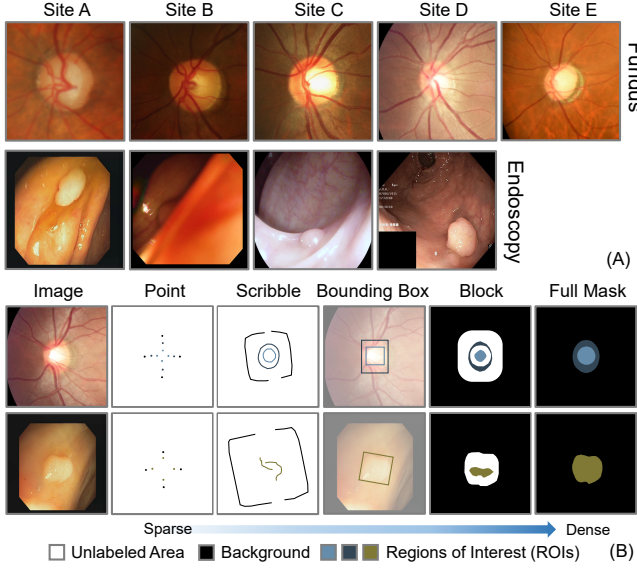 Site A Site B Site C Site D Site E
Fundus
Endoscopy
(A)
Image Point Scribble Bounding Box Block Full Mask
Sparse Dense
Unlabeled Area Background Regions of Interest (ROIs) (B)